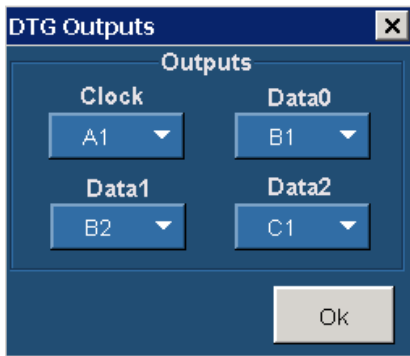 DTG Outputs
Outputs
Clock Data0
A1 B1
Data1 Data2
B2 C1
Ok